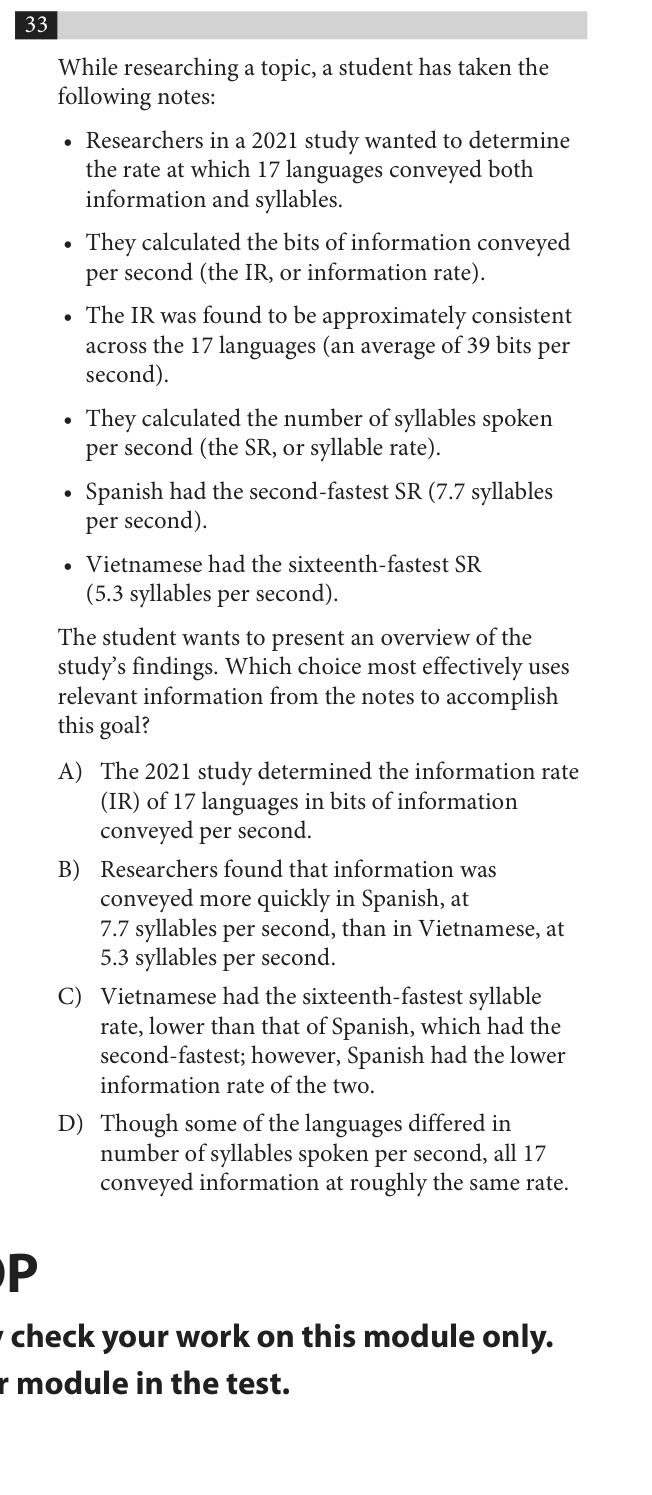 33
While researching a topic, a student has taken the
following notes:
• Researchers in a 2021 study wanted to determine
the rate at which 17 languages conveyed both
information and syllables.
• They calculated the bits of information conveyed
per second (the IR, or information rate).
• The IR was found to be approximately consistent
across the 17 languages (an average of 39 bits per
second).
• They calculated the number of syllables spoken
per second (the SR, or syllable rate).
• Spanish had the second-fastest SR (7.7 syllables
per second).
• Vietnamese had the sixteenth-fastest SR
(5.3 syllables per second).
The student wants to present an overview of the
study’s findings. Which choice most effectively uses
relevant information from the notes to accomplish
this goal?
A) The 2021 study determined the information rate
(IR) of 17 languages in bits of information
conveyed per second.
B) Researchers found that information was
conveyed more quickly in Spanish, at
7.7 syllables per second, than in Vietnamese, at
5.3 syllables per second.
C) Vietnamese had the sixteenth-fastest syllable
rate, lower than that of Spanish, which had the
second-fastest; however, Spanish had the lower
information rate of the two.
D) Though some of the languages differed in
number of syllables spoken per second, all 17
conveyed information at roughly the same rate.
OP
check your work on this module only.
r module in the test.